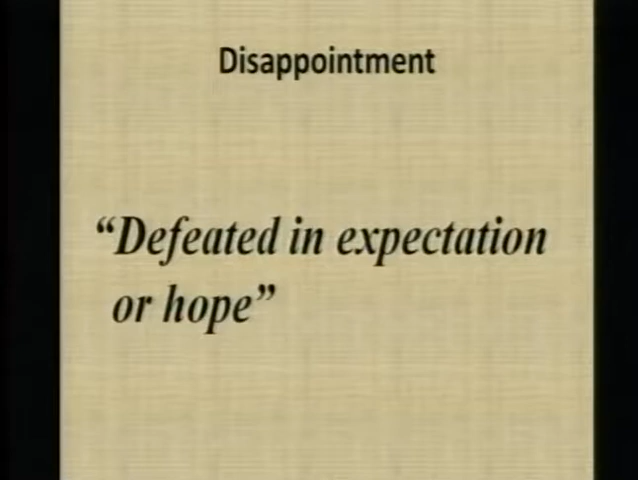 Disappointment
“Defeated in expectation
or hope”